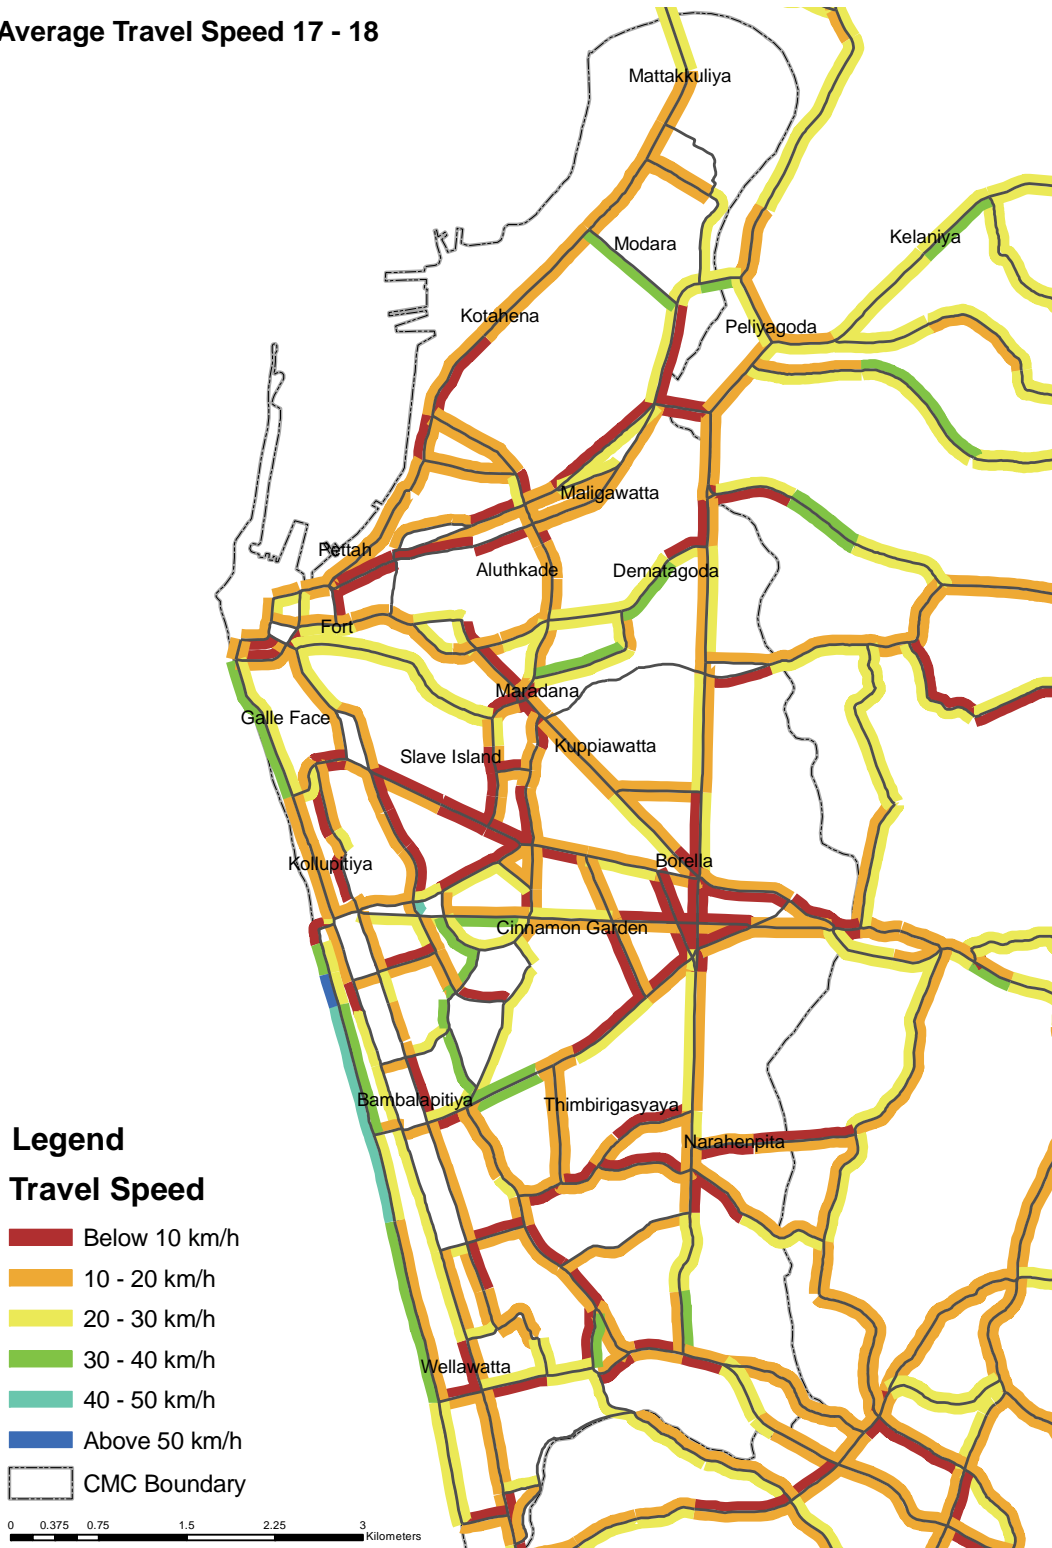 Average Travel Speed 17 - 18
Mattakkuliya
Modara
Kelaniya
Kotahena
Peliyagoda
Maligawatta
Pettah
Aluthkade
Dematagoda
Fort
Maradana
Galle Face
Kuppiawatta
Slave Island
Kollupitiya
Borella
Cinnamon Garden
Bambalapitiya
Thimbirigasyaya
Narahenpita
Wellawatta
Legend
Travel Speed
Below 10 km/h
10 - 20 km/h
20 - 30 km/h
30 - 40 km/h
40 - 50 km/h
Above 50 km/h
CMC Boundary
0 0.375 0.75 1.5 2.25 3
Kilometers